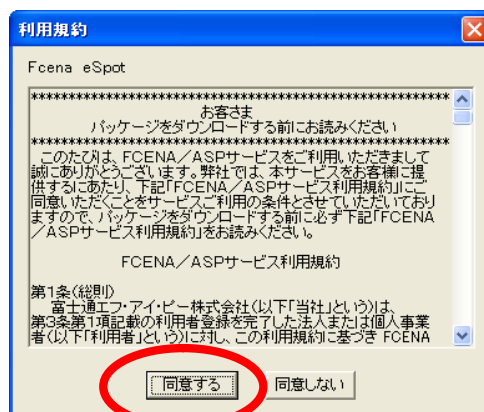 利用規約
Fcena eSpot
**********************************************************
お客さま
パッケージをダウンロードする前にお読みください
**********************************************************
このたびは、FCENA／ASPサービスをご利用いただきまして
誠にありがとうございます。弊社では、本サービスをお客様に提
供するにあたり、下記「FCENA／ASPサービス利用規約」にご
同意いただくことをサービスご利用の条件とさせていただいており
ますので、パッケージをダウンロードする前に必ず下記「FCENA
／ASPサービス利用規約」をお読みください。
FCENA／ASPサービス利用規約
第1条(総則)
富士通エフ・アイ・ピー株式会社(以下「当社」という)は、
第3条第1項記載の利用者登録を完了した法人または個人事業
者(以下「利用者」という)に対し、この利用規約に基づき FCENA
同意する
同意しない